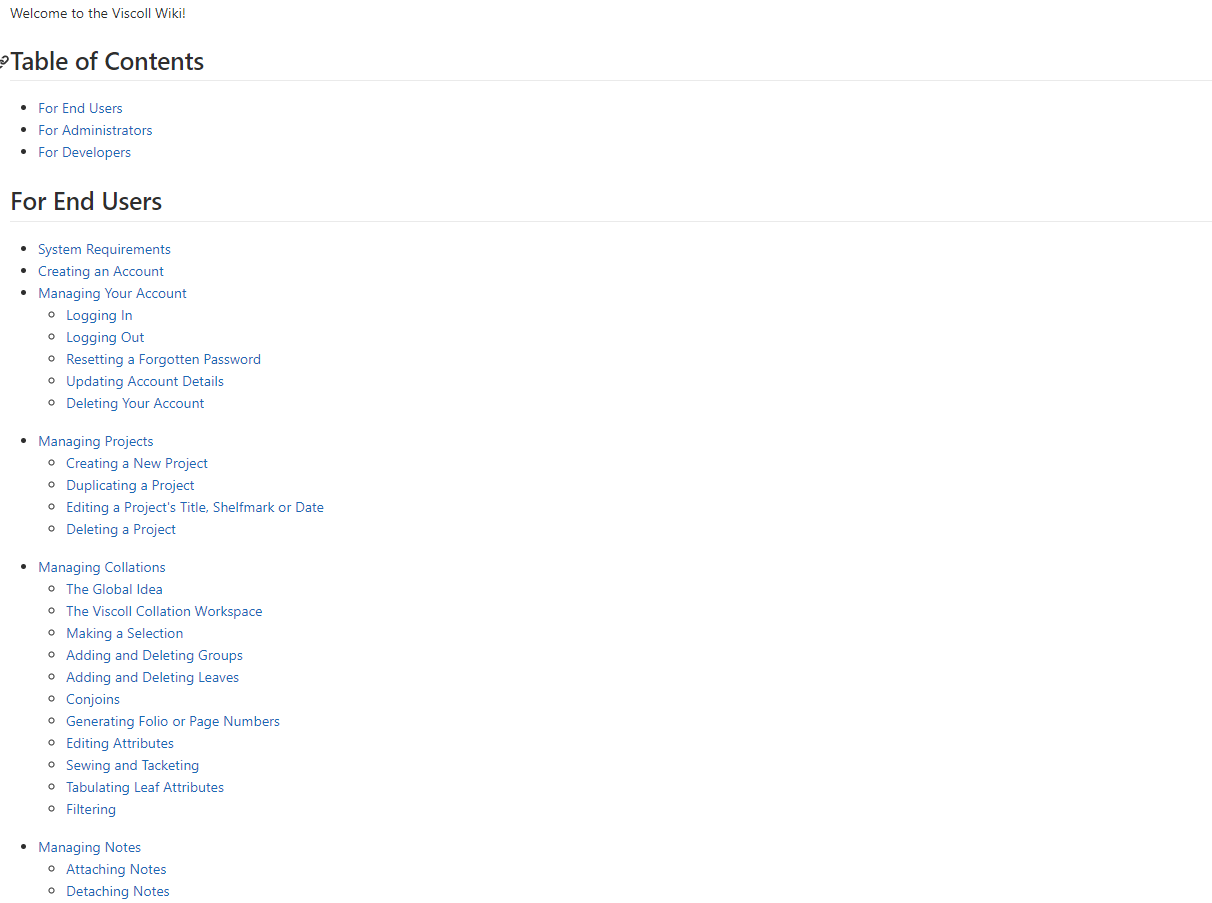 Welcome to the Viscoll Wiki!
Table of Contents
For End Users
For Administrators
For Developers
For End Users
System Requirements
Creating an Account
Managing Your Account
Logging In
Logging Out
Resetting a Forgotten Password
Updating Account Details
Deleting Your Account
Managing Projects
Creating a New Project
Duplicating a Project
Editing a Project's Title, Shelfmark or Date
Deleting a Project
Managing Collations
The Global Idea
The Viscoll Collation Workspace
Making a Selection
Adding and Deleting Groups
Adding and Deleting Leaves
Conjoins
Generating Folio or Page Numbers
Editing Attributes
Sewing and Tacketing
Tabulating Leaf Attributes
Filtering
Managing Notes
Attaching Notes
Detaching Notes